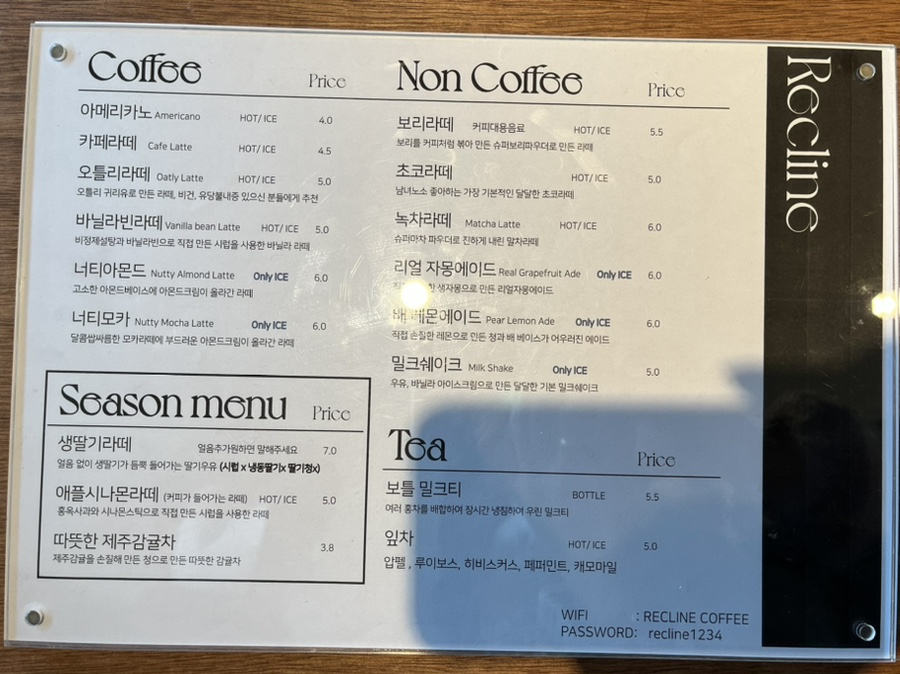 Coffee Price
아메리카노 Americano HOT/ ICE 4.0
카페라떼 Cafe Latte HOT/ ICE 4.5
오틀리라떼 Oatly Latte HOT/ ICE 5.0
오틀리 귀리유로 만든 라떼, 비건, 유당불내증 있으신 분들에게 추천
바닐라빈라떼 Vanilla bean Latte HOT/ ICE 5.0
비정제설탕과 바닐라빈으로 직접 만든 시럽을 사용한 바닐라 라떼
너티아몬드 Nutty Almond Latte Only ICE 6.0
고소한 아몬드베이스에 아몬드크림이 올라간 라떼
너티모카 Nutty Mocha Latte Only ICE 6.0
달콤쌉싸름한 모카라떼에 부드러운 아몬드크림이 올라간 라떼
Season menu Price
생딸기라떼 얼음추가원하면 말해주세요 7.0
얼음 없이 생딸기가 듬뿍 들어가는 딸기우유 (시럽 x 냉동딸기x 딸기청x)
애플시나몬라떼 (커피가 들어가는 라떼) HOT/ ICE 5.0
홍옥사과와 시나몬스틱으로 직접 만든 시럽을 사용한 라떼
따뜻한 제주감귤차 3.8
제주감귤을 손질해 만든 청으로 만든 따뜻한 감귤차
Non Coffee Price
보리라떼 커피대용음료 HOT/ ICE 5.5
보리를 커피처럼 볶아 만든 슈퍼보리파우더로 만든 라떼
초코라떼 HOT/ ICE 5.0
남녀노소 좋아하는 가장 기본적인 달달한 초코라떼
녹차라떼 Matcha Latte HOT/ ICE 6.0
슈퍼마차 파우더로 진하게 내린 말차라떼
리얼 자몽에이드 Real Grapefruit Ade Only ICE 6.0
생자몽으로 만든 리얼자몽에이드
배 레몬에이드 Pear Lemon Ade Only ICE 6.0
직접 손질한 레몬으로 만든 청과 배 베이스가 어우러진 에이드
밀크쉐이크 Milk Shake Only ICE 5.0
우유, 바닐라 아이스크림으로 만든 달달한 기본 밀크쉐이크
Tea Price
보틀 밀크티 BOTTLE 5.5
여러 홍차를 배합하여 장시간 냉침하여 우린 밀크티
잎차 HOT/ ICE 5.0
압펠 , 루이보스, 히비스커스, 페퍼민트, 캐모마일
WIFI : RECLINE COFFEE
PASSWORD: recline1234
Recline